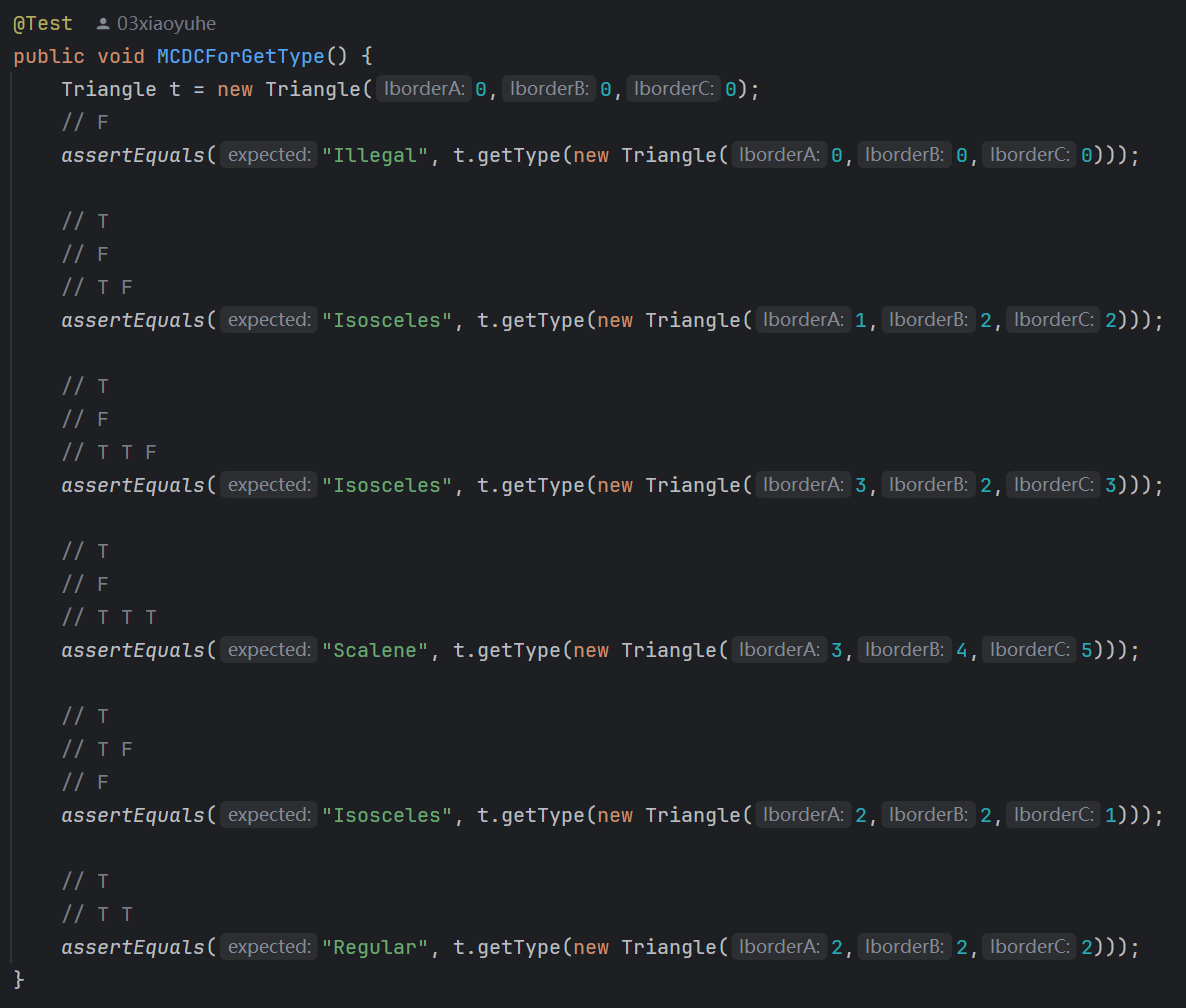 @Test 03xiaoyuhe
public void MCDCForGetType() {
Triangle t = new Triangle( lborderA: 0, lborderB: 0, lborderC: 0);
// F
assertEquals( expected: "Illegal", t.getType(new Triangle( lborderA: 0, lborderB: 0, lborderC: 0)));
// T
// F
// T F
assertEquals( expected: "Isosceles", t.getType(new Triangle( lborderA: 1, lborderB: 2, lborderC: 2)));
// T
// F
// T T F
assertEquals( expected: "Isosceles", t.getType(new Triangle( lborderA: 3, lborderB: 2, lborderC: 3)));
// T
// F
// T T T
assertEquals( expected: "Scalene", t.getType(new Triangle( lborderA: 3, lborderB: 4, lborderC: 5)));
// T
// T F
// F
assertEquals( expected: "Isosceles", t.getType(new Triangle( lborderA: 2, lborderB: 2, lborderC: 1)));
// T
// T T
assertEquals( expected: "Regular", t.getType(new Triangle( lborderA: 2, lborderB: 2, lborderC: 2)));
}